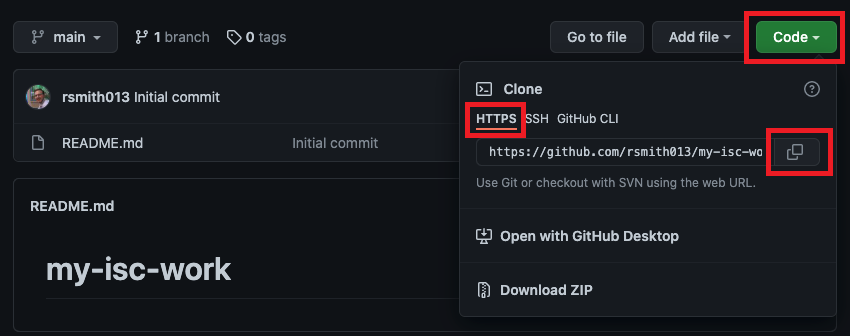 main
1 branch
0 tags
Go to file
Add file
Code
rsmith013 Initial commit
README.md
Initial commit
Clone
HTTPS
SSH
GitHub CLI
https://github.com/rsmith013/my-isc-wo
Use Git or checkout with SVN using the web URL.
Open with GitHub Desktop
Download ZIP
README.md
my-isc-work